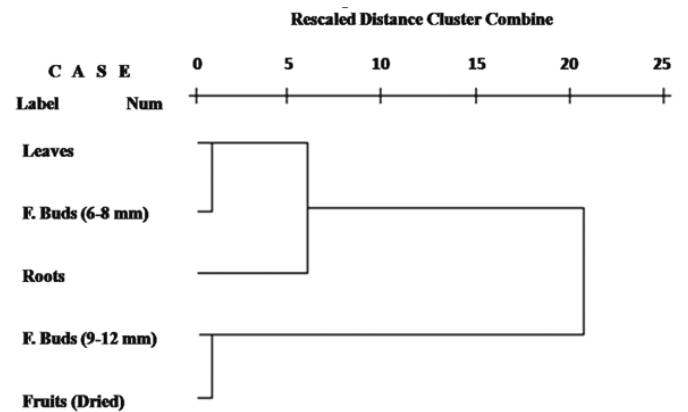 Rescaled Distance Cluster Combine
C A S E 0 5 10 15 20 25
Label Num
Leaves
F. Buds (6-8 mm)
Roots
F. Buds (9-12 mm)
Fruits (Dried)